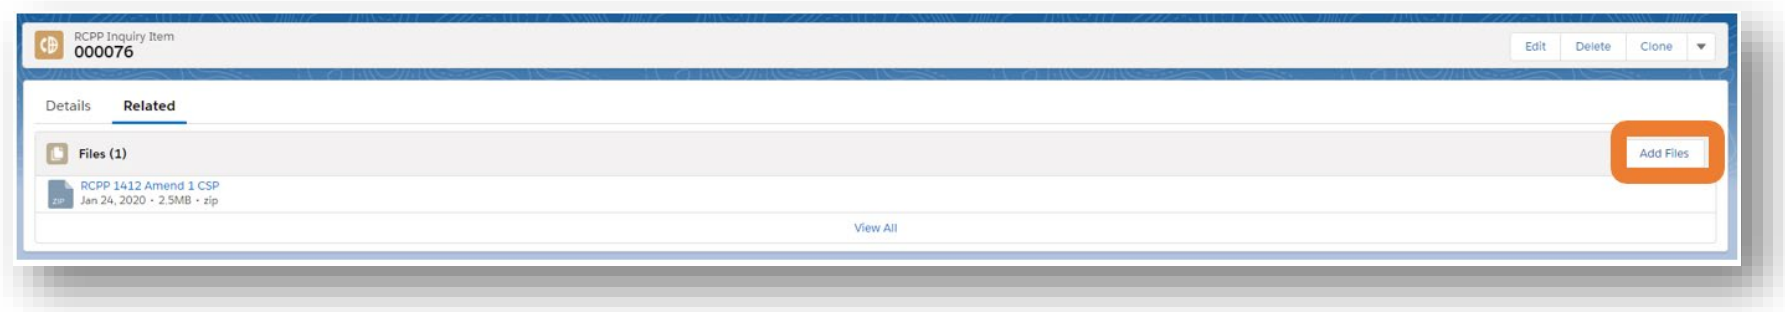 RCPP Inquiry Item
000076
Edit Delete Clone
Details Related
Files (1)
Add Files
ZIP
RCPP 1412 Amend 1 CSP
Jan 24, 2020 • 2.5MB • zip
View All